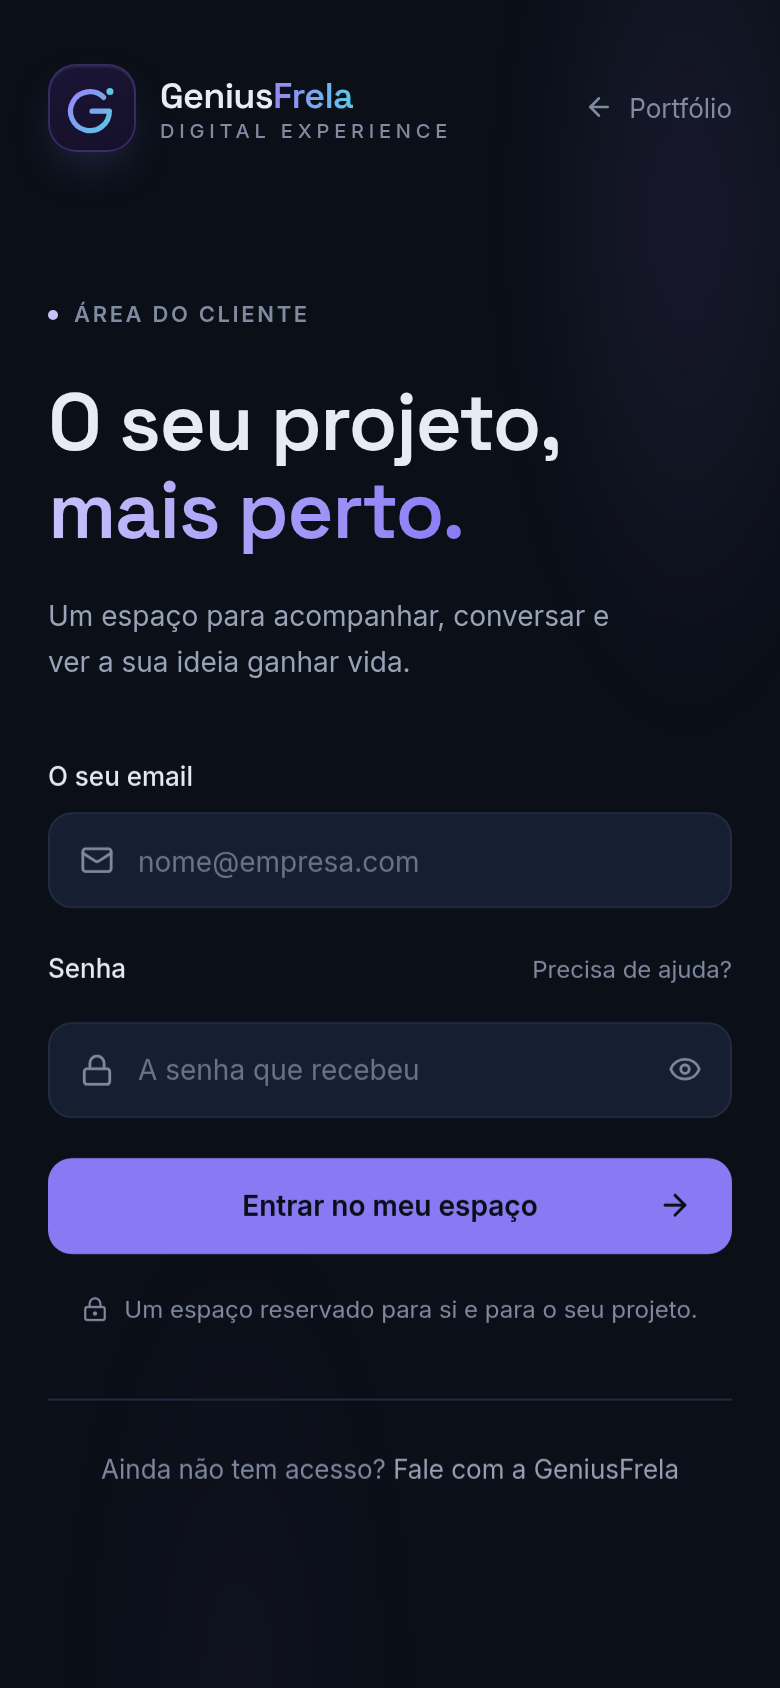 GeniusFrela
DIGITAL EXPERIENCE
← Portfólio
ÁREA DO CLIENTE
O seu projeto,
mais perto.
Um espaço para acompanhar, conversar e
ver a sua ideia ganhar vida.
O seu email
nome@empresa.com
Senha
Precisa de ajuda?
A senha que recebeu
Entrar no meu espaço →
Um espaço reservado para si e para o seu projeto.
Ainda não tem acesso? Fale com a GeniusFrela